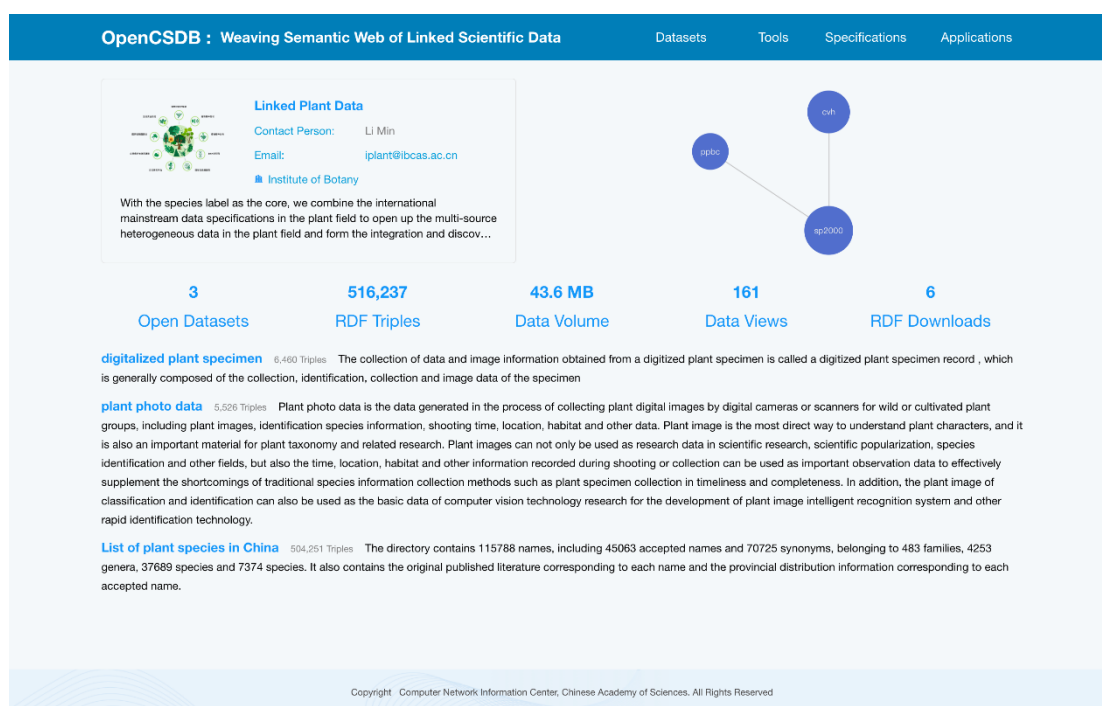 OpenCSDB : Weaving Semantic Web of Linked Scientific Data
Datasets
Tools
Specifications
Applications
Linked Plant Data
Contact Person: Li Min
Email: iplant@ibcas.ac.cn
Institute of Botany
With the species label as the core, we combine the international
mainstream data specifications in the plant field to open up the multi-source
heterogeneous data in the plant field and form the integration and discov...
cvh
ppbc
sp2000
3
516,237
43.6 MB
161
6
Open Datasets
RDF Triples
Data Volume
Data Views
RDF Downloads
digitalized plant specimen 6,460 Triples The collection of data and image information obtained from a digitized plant specimen is called a digitized plant specimen record , which
is generally composed of the collection, identification, collection and image data of the specimen
plant photo data 5,526 Triples Plant photo data is the data generated in the process of collecting plant digital images by digital cameras or scanners for wild or cultivated plant
groups, including plant images, identification species information, shooting time, location, habitat and other data. Plant image is the most direct way to understand plant characters, and it
is also an important material for plant taxonomy and related research. Plant images can not only be used as research data in scientific research, scientific popularization, species
identification and other fields, but also the time, location, habitat and other information recorded during shooting or collection can be used as important observation data to effectively
supplement the shortcomings of traditional species information collection methods such as plant specimen collection in timeliness and completeness. In addition, the plant image of
classification and identification can also be used as the basic data of computer vision technology research for the development of plant image intelligent recognition system and other
rapid identification technology.
List of plant species in China 504,251 Triples The directory contains 115788 names, including 45063 accepted names and 70725 synonyms, belonging to 483 families, 4253
genera, 37689 species and 7374 species. It also contains the original published literature corresponding to each name and the provincial distribution information corresponding to each
accepted name.
Copyright Computer Network Information Center, Chinese Academy of Sciences. All Rights Reserved